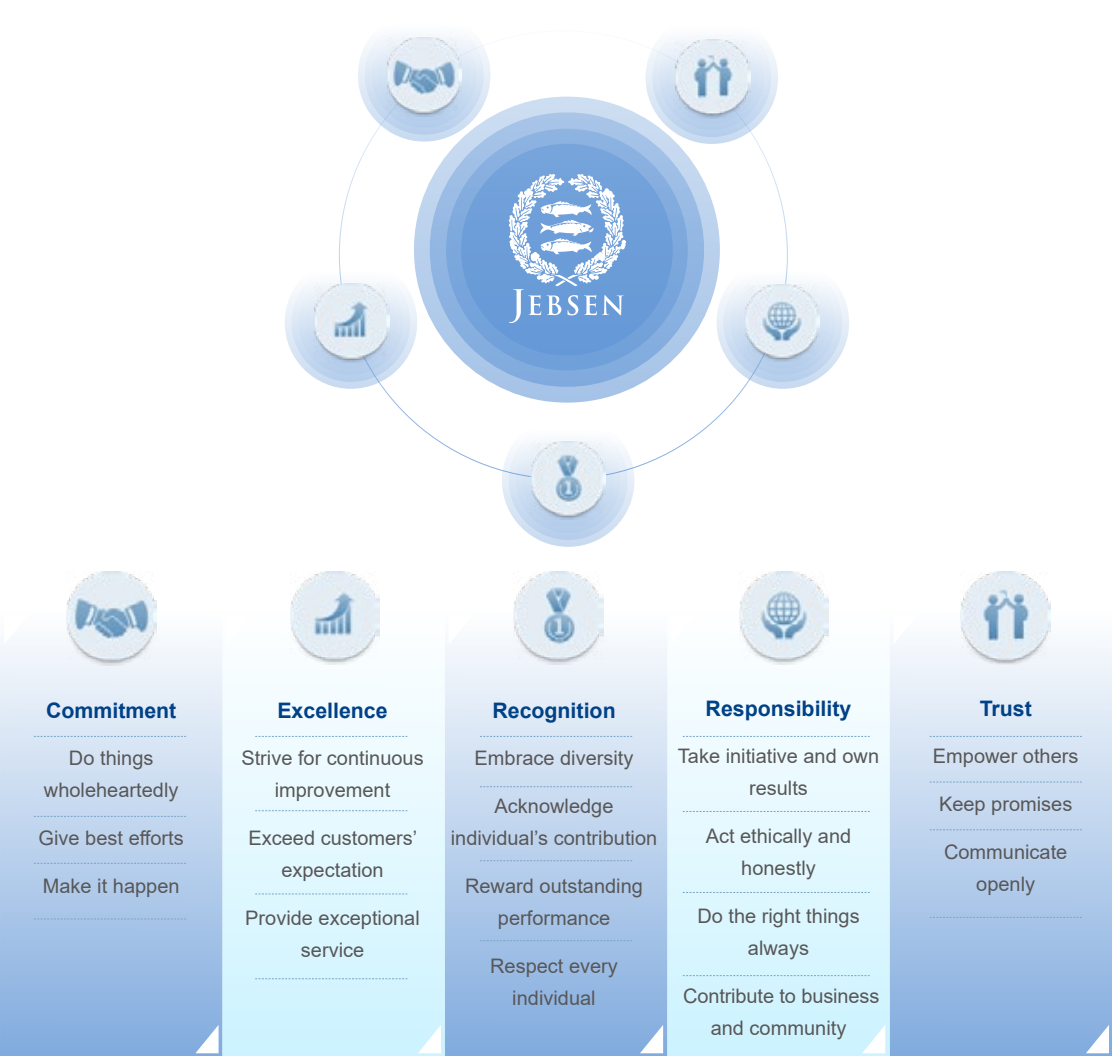 JEBSEN
Commitment
Do things
wholeheartedly
Give best efforts
Make it happen
Excellence
Strive for continuous
improvement
Exceed customers’
expectation
Provide exceptional
service
Recognition
Embrace diversity
Acknowledge
individual’s contribution
Reward outstanding
performance
Respect every
individual
Responsibility
Take initiative and own
results
Act ethically and
honestly
Do the right things
always
Contribute to business
and community
Trust
Empower others
Keep promises
Communicate
openly